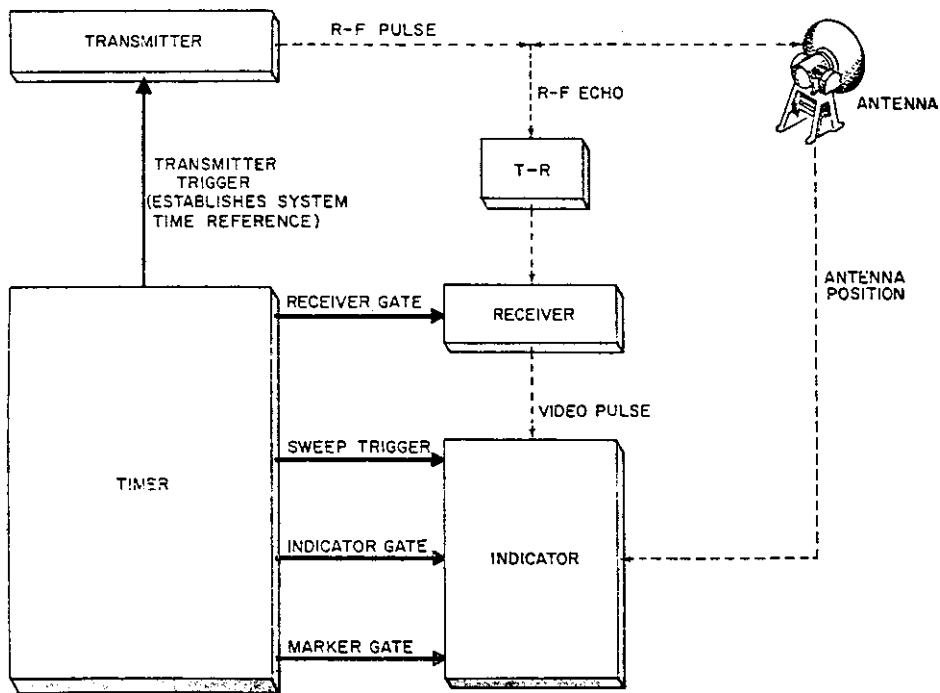 TRANSMITTER
R-F PULSE
R-F ECHO
ANTENNA
T-R
TRANSMITTER
TRIGGER
(ESTABLISHES SYSTEM
TIME REFERENCE)
ANTENNA
POSITION
RECEIVER GATE
RECEIVER
VIDEO PULSE
SWEEP TRIGGER
TIMER
INDICATOR GATE
INDICATOR
MARKER GATE